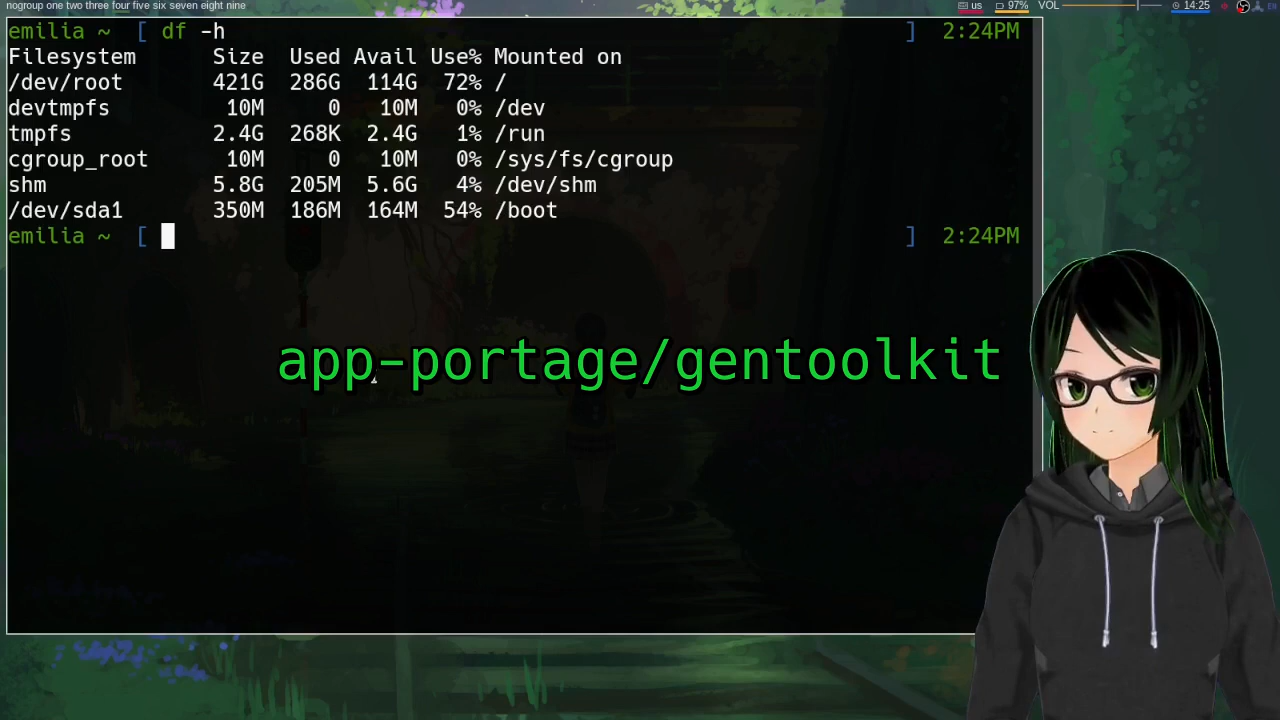 nogroup one two three four five six seven eight nine us 97% VOL 14:25 EB
emilia ~ [ df -h ] 2:24PM
Filesystem Size Used Avail Use% Mounted on
/dev/root 421G 286G 114G 72% /
devtmpfs 10M 0 10M 0% /dev
tmpfs 2.4G 268K 2.4G 1% /run
cgroup_root 10M 0 10M 0% /sys/fs/cgroup
shm 5.8G 205M 5.6G 4% /dev/shm
/dev/sda1 350M 186M 164M 54% /boot
emilia ~ [ ] 2:24PM
app-portage/gentoolkit